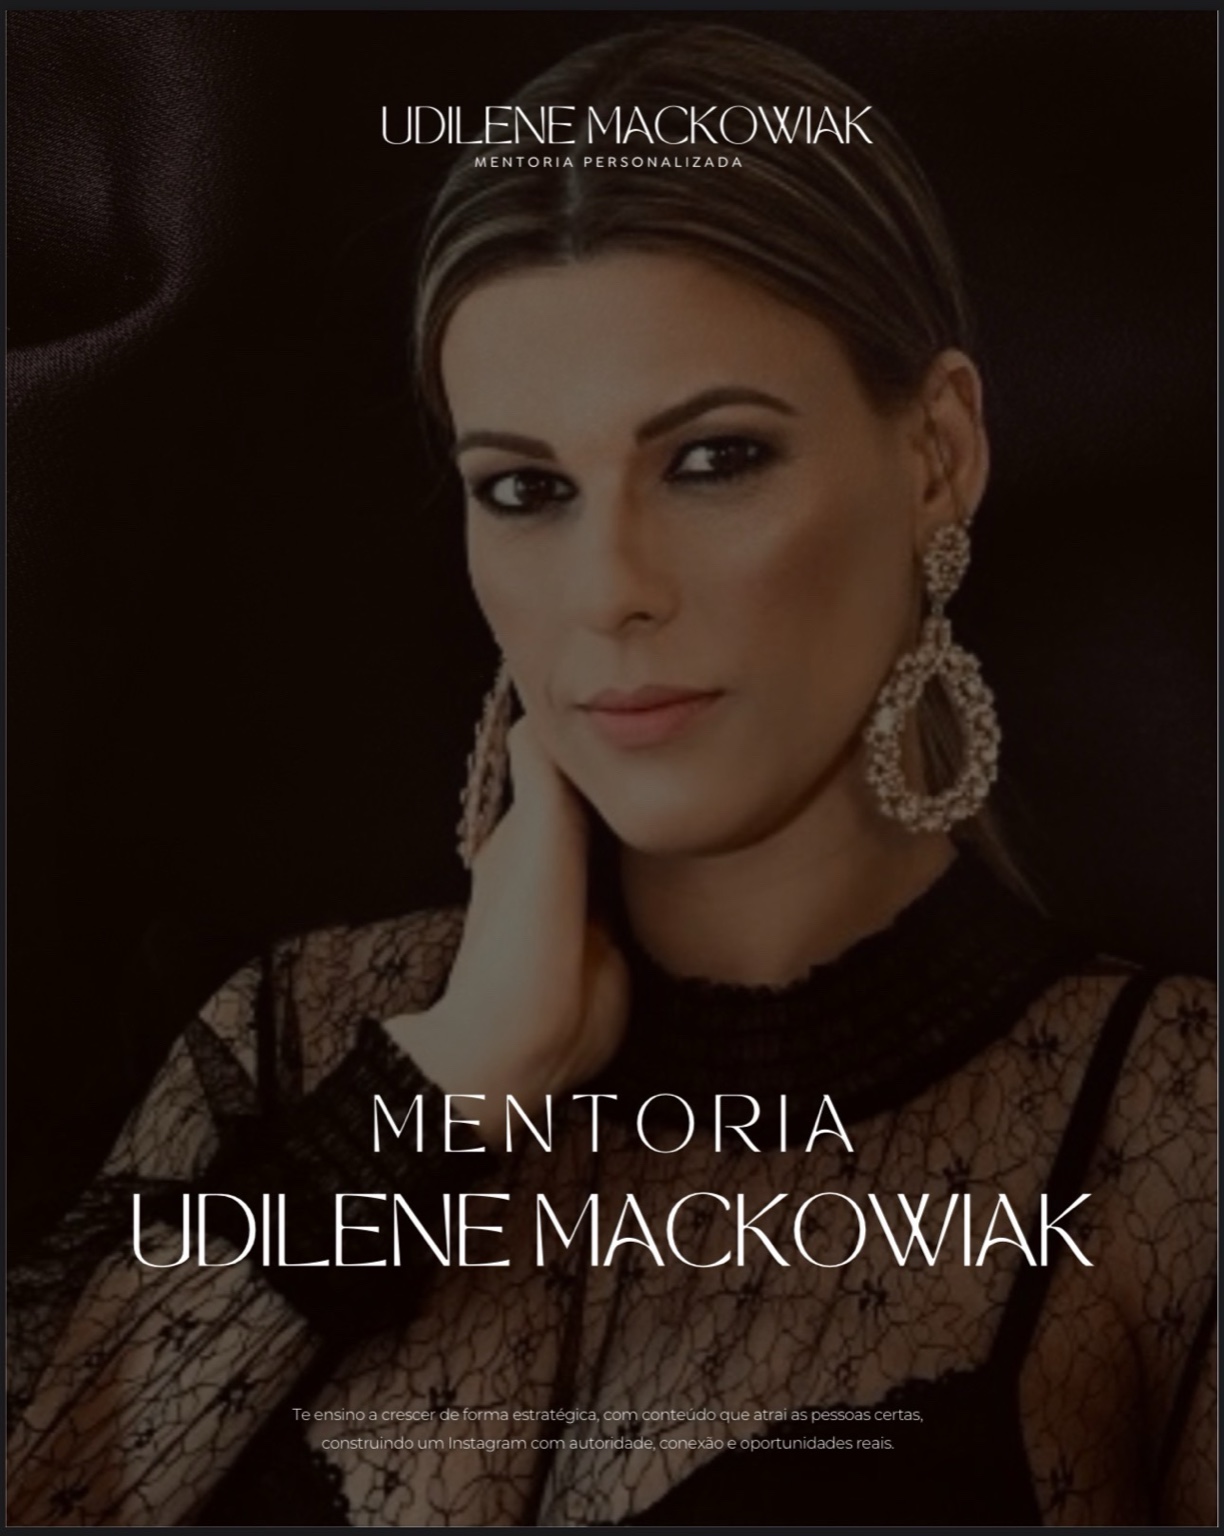 UDILENE MACKOWIAK
MENTORIA PERSONALIZADA
MENTORIA
UDILENE MACKOWIAK
Te ensino a crescer de forma estratégica, com conteúdo que atrai as pessoas certas,
construindo um Instagram com autoridade, conexão e oportunidades reais.